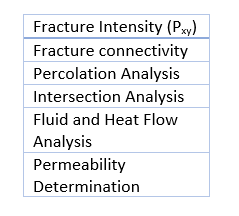 Fracture Intensity (Pxy)
Fracture connectivity
Percolation Analysis
Intersection Analysis
Fluid and Heat Flow
Analysis
Permeability
Determination